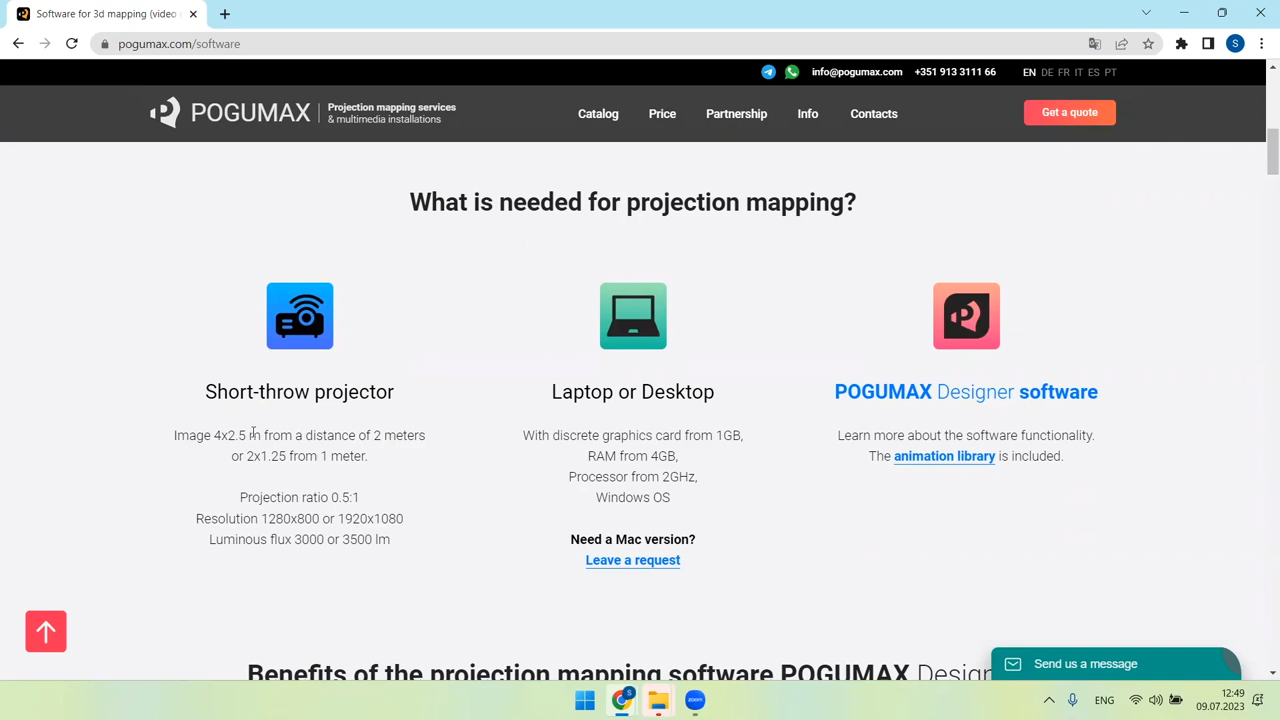 Software for 3d mapping (video
pogumax.com/software
S
info@pogumax.com +351 913 3111 66 EN DE FR IT ES PT
POGUMAX
Projection mapping services
& multimedia installations
Catalog Price Partnership Info Contacts
Get a quote
What is needed for projection mapping?
Short-throw projector
Image 4x2.5 m from a distance of 2 meters
or 2x1.25 from 1 meter.
Projection ratio 0.5:1
Resolution 1280x800 or 1920x1080
Luminous flux 3000 or 3500 lm
Laptop or Desktop
With discrete graphics card from 1GB,
RAM from 4GB,
Processor from 2GHz,
Windows OS
Need a Mac version?
Leave a request
POGUMAX Designer software
Learn more about the software functionality.
The animation library is included.
Benefits of the projection mapping software POGUMAX
Send us a message
S
zoom
ENG
12:49
09.07.2023